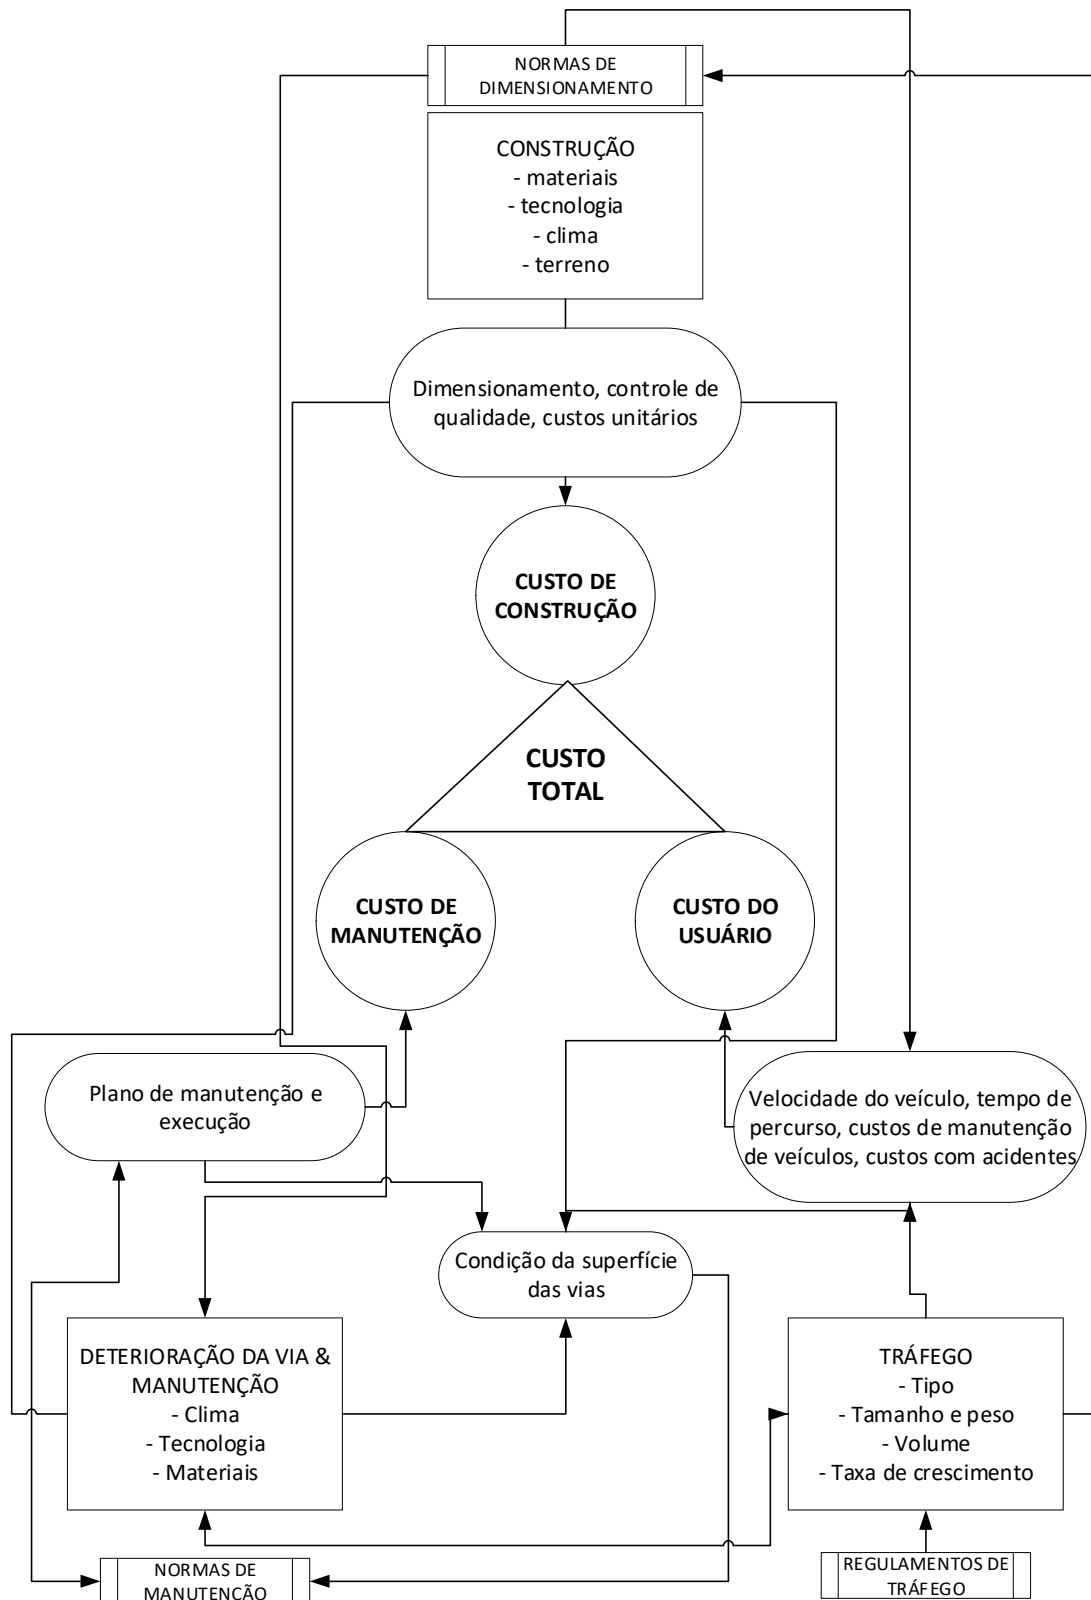 NORMAS DE
DIMENSIONAMENTO
CONSTRUÇÃO
- materiais
- tecnologia
- clima
- terreno
Dimensionamento, controle de
qualidade, custos unitários
CUSTO DE
CONSTRUÇÃO
CUSTO
TOTAL
CUSTO DE
MANUTENÇÃO
CUSTO DO
USUÁRIO
Plano de manutenção e
execução
Velocidade do veículo, tempo de
percurso, custos de manutenção
de veículos, custos com acidentes
Condição da superfície
das vias
DETERIORAÇÃO DA VIA &
MANUTENÇÃO
- Clima
- Tecnologia
- Materiais
TRÁFEGO
- Tipo
- Tamanho e peso
- Volume
- Taxa de crescimento
NORMAS DE
MANUTENÇÃO
REGULAMENTOS DE
TRÁFEGO